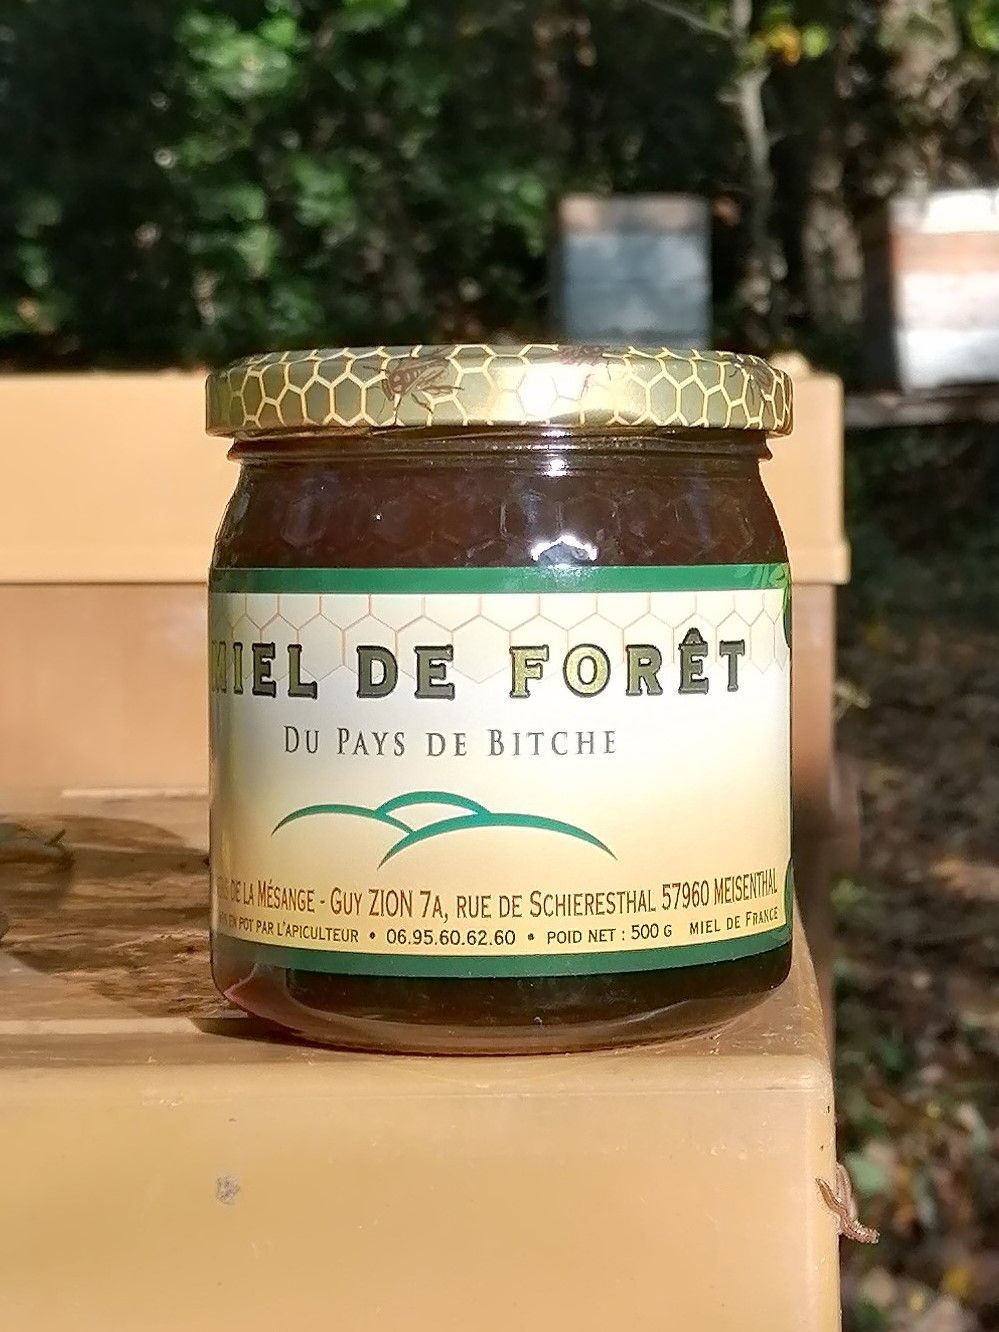 MIEL DE FORÊT
DU PAYS DE BITCHE
DE LA MÉSANGE - GUY ZION 7A, RUE DE SCHIERESTHAL 57960 MEISENTHAL
EN POT PAR L'APICULTEUR • 06.95.60.62.60 • POID NET : 500 G MIEL DE FRANCE